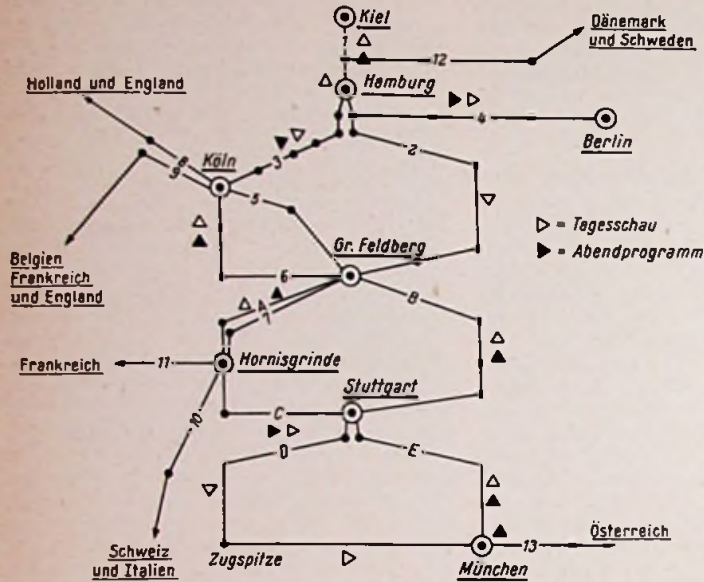 Kiel
Dänemark
und Schweden
1
12
Holland und England
Hamburg
4
Berlin
Köln
3
2
8
9
5
▷ = Tagesschau
Gr. Feldberg
▶ = Abendprogramm
Belgien
Frankreich
und England
6
B
A
7
Frankreich
11
Hornisgrinde
Stuttgart
10
C
D
E
Österreich
13
Schweiz
und Italien
Zugspitze
München